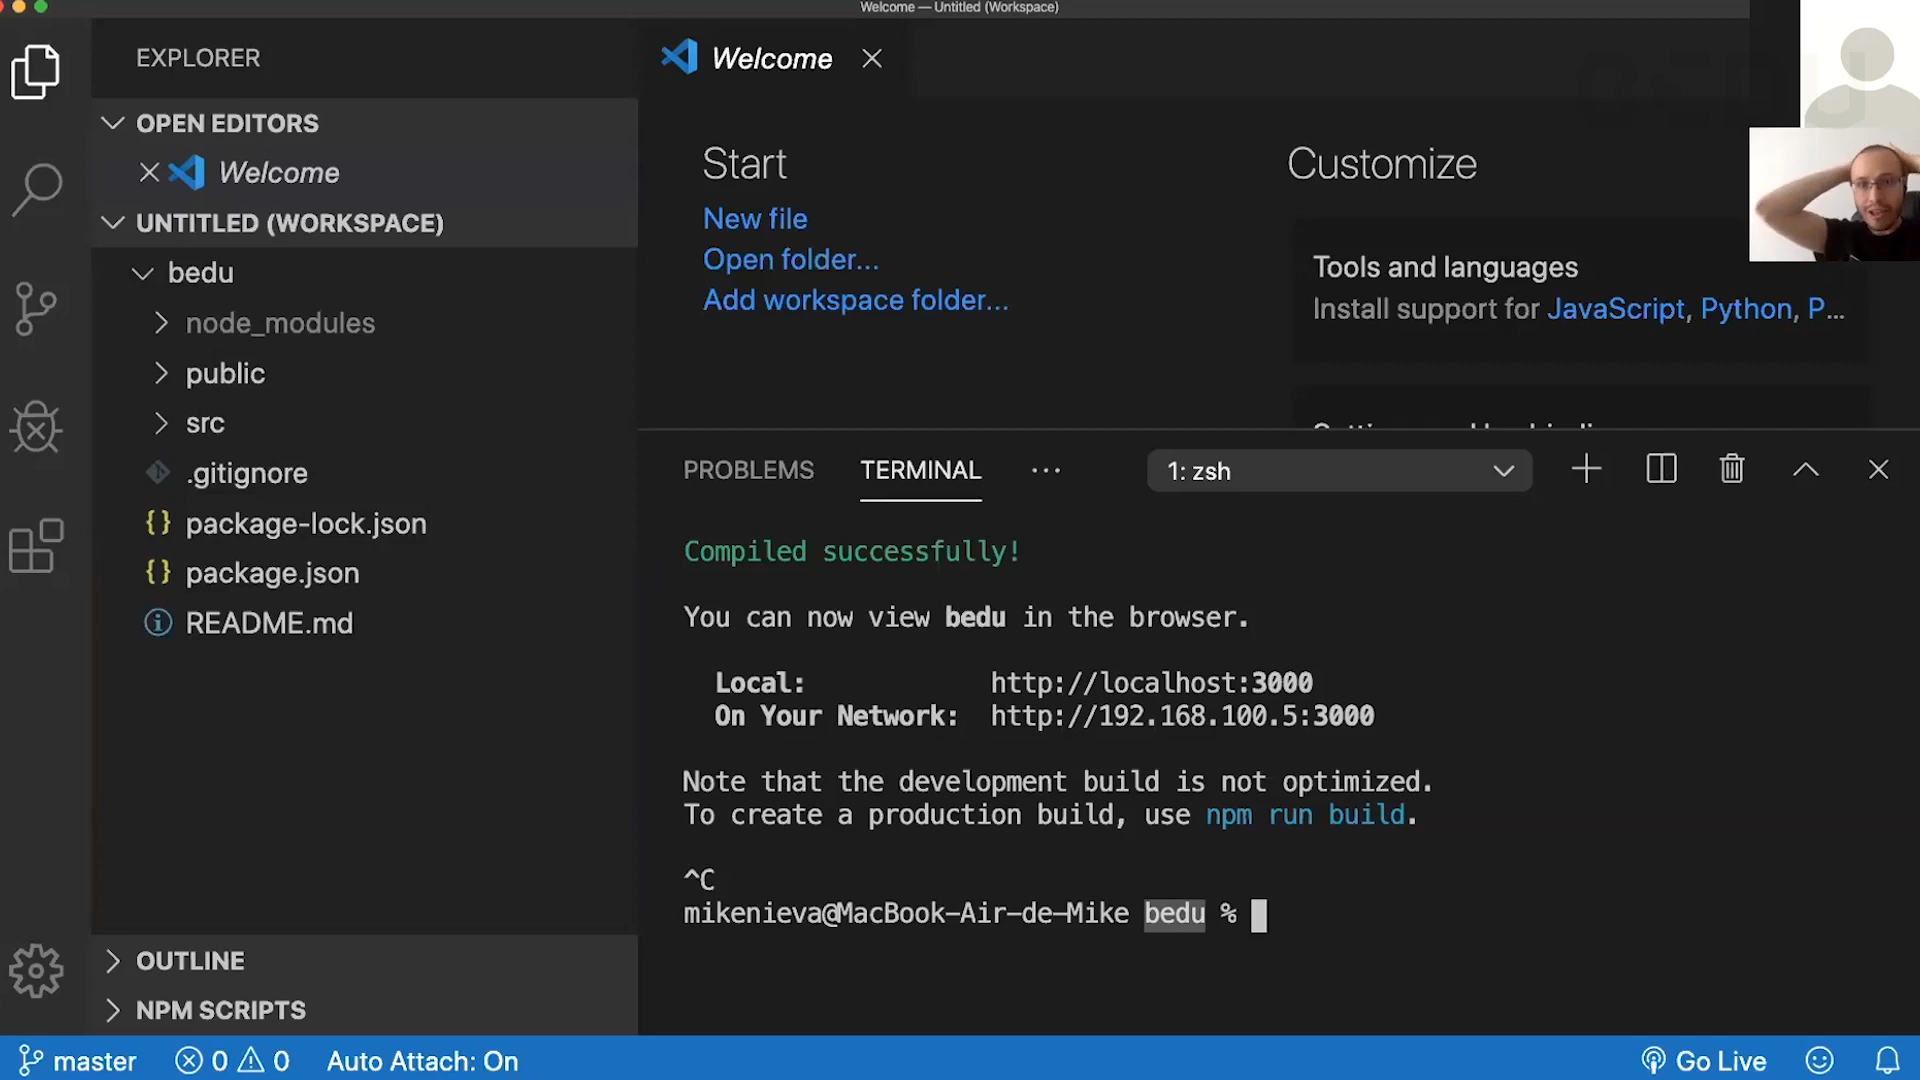 Welcome — Untitled (Workspace)
EXPLORER
OPEN EDITORS
Welcome
UNTITLED (WORKSPACE)
bedu
node_modules
public
src
.gitignore
package-lock.json
package.json
README.md
OUTLINE
NPM SCRIPTS
Welcome
Start
New file
Open folder...
Add workspace folder...
Customize
Tools and languages
Install support for JavaScript, Python, P...
PROBLEMS
TERMINAL
1: zsh
Compiled successfully!
You can now view bedu in the browser.
Local: http://localhost:3000
On Your Network: http://192.168.100.5:3000
Note that the development build is not optimized.
To create a production build, use npm run build.
^C
mikenieva@MacBook-Air-de-Mike bedu %
master 0 0 Auto Attach: On
Go Live